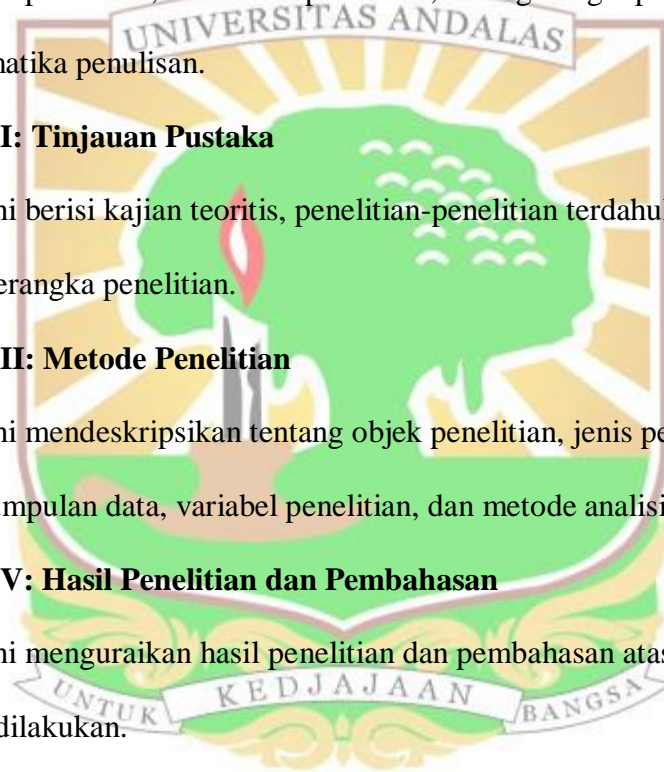 UNIVERSITAS ANDALAS
matika penulisan.
I: Tinjauan Pustaka
ni berisi kajian teoritis, penelitian-penelitian terdahul
erangka penelitian.
II: Metode Penelitian
ni mendeskripsikan tentang objek penelitian, jenis pe
umpulan data, variabel penelitian, dan metode analisi
V: Hasil Penelitian dan Pembahasan
ni menguraikan hasil penelitian dan pembahasan atas
UNTUK KEDJAJAAN BANGSA
dilakukan.